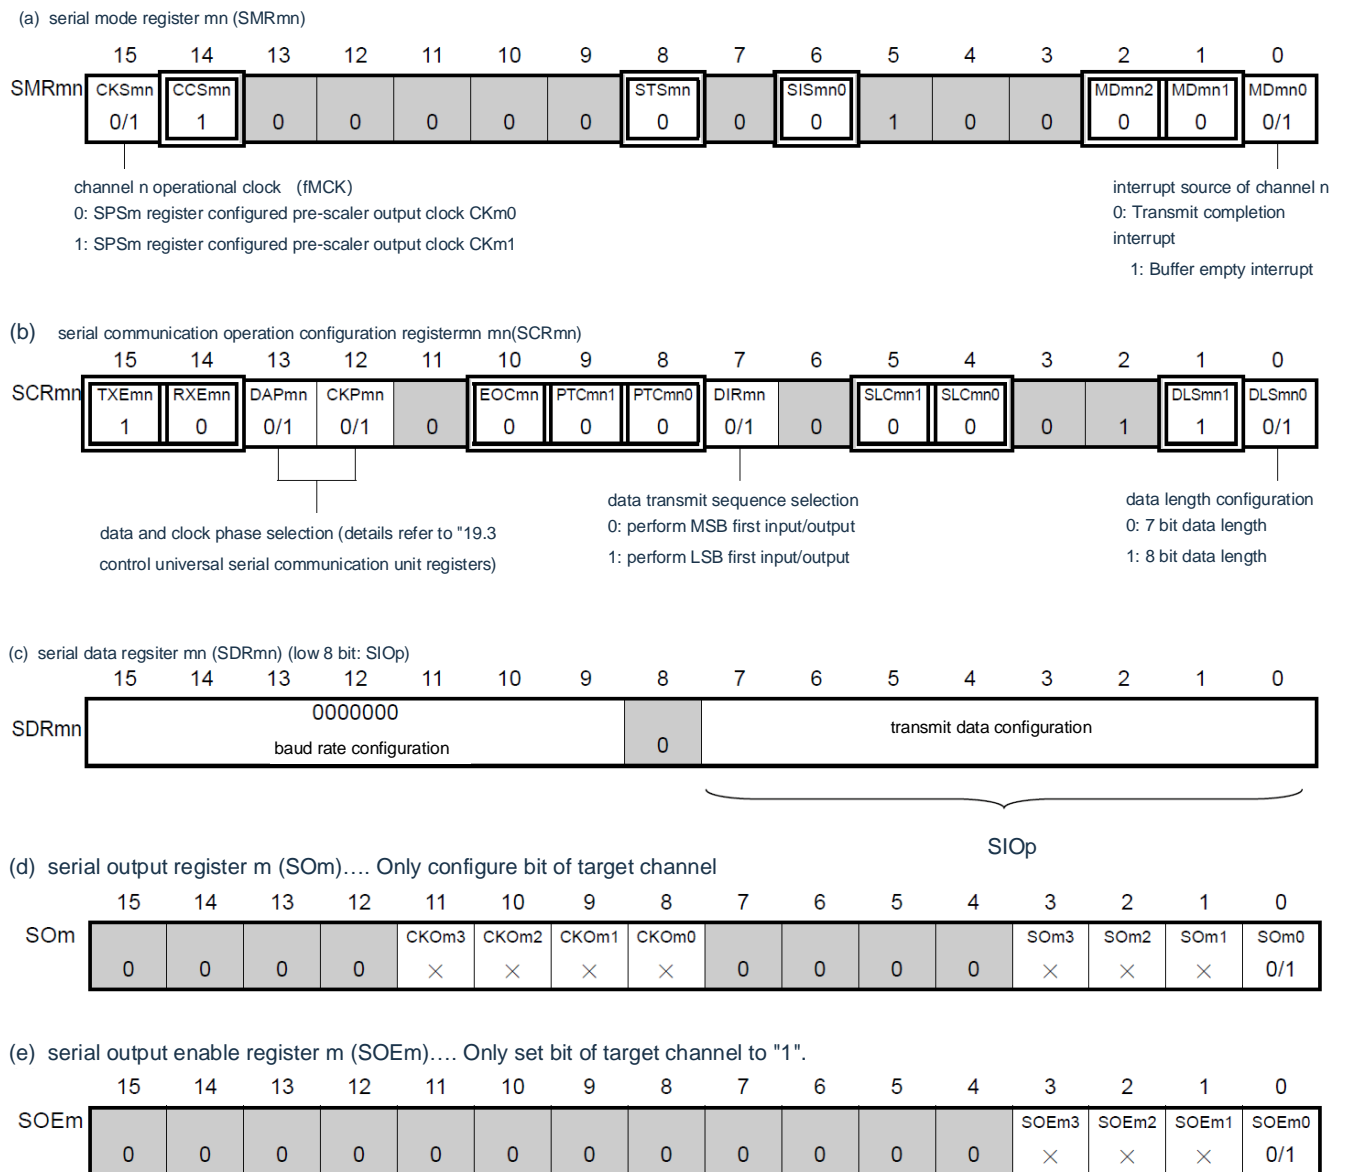 (a) serial mode register mn (SMRmn)
15 14 13 12 11 10 9 8 7 6 5 4 3 2 1 0
SMRmn CKSmn CCSmn STSmn SISmn0 MDmn2 MDmn1 MDmn0
0/1 1 0 0 0 0 0 0 0 0 1 0 0 0 0 0/1
channel n operational clock (fMCK)
0: SPSm register configured pre-scaler output clock CKm0
1: SPSm register configured pre-scaler output clock CKm1
interrupt source of channel n
0: Transmit completion
interrupt
1: Buffer empty interrupt
(b) serial communication operation configuration registermn mn(SCRmn)
15 14 13 12 11 10 9 8 7 6 5 4 3 2 1 0
SCRmn TXEmn RXEmn DAPmn CKPmn EOCmn PTCmn1 PTCmn0 DIRmn SLCmn1 SLCmn0 DLSmn1 DLSmn0
1 0 0/1 0/1 0 0 0 0 0/1 0 0 0 0 1 1 0/1
data and clock phase selection (details refer to "19.3
control universal serial communication unit registers)
data transmit sequence selection
0: perform MSB first input/output
1: perform LSB first input/output
data length configuration
0: 7 bit data length
1: 8 bit data length
(c) serial data regsiter mn (SDRmn) (low 8 bit: SIOp)
15 14 13 12 11 10 9 8 7 6 5 4 3 2 1 0
SDRmn 0000000
baud rate configuration
0
transmit data configuration
SIOp
(d) serial output register m (SOm)…. Only configure bit of target channel
15 14 13 12 11 10 9 8 7 6 5 4 3 2 1 0
SOm CKOm3 CKOm2 CKOm1 CKOm0 SOm3 SOm2 SOm1 SOm0
0 0 0 0 × × × × 0 0 0 0 × × × 0/1
(e) serial output enable register m (SOEm)…. Only set bit of target channel to "1".
15 14 13 12 11 10 9 8 7 6 5 4 3 2 1 0
SOEm SOEm3 SOEm2 SOEm1 SOEm0
0 0 0 0 0 0 0 0 0 0 0 0 × × × 0/1